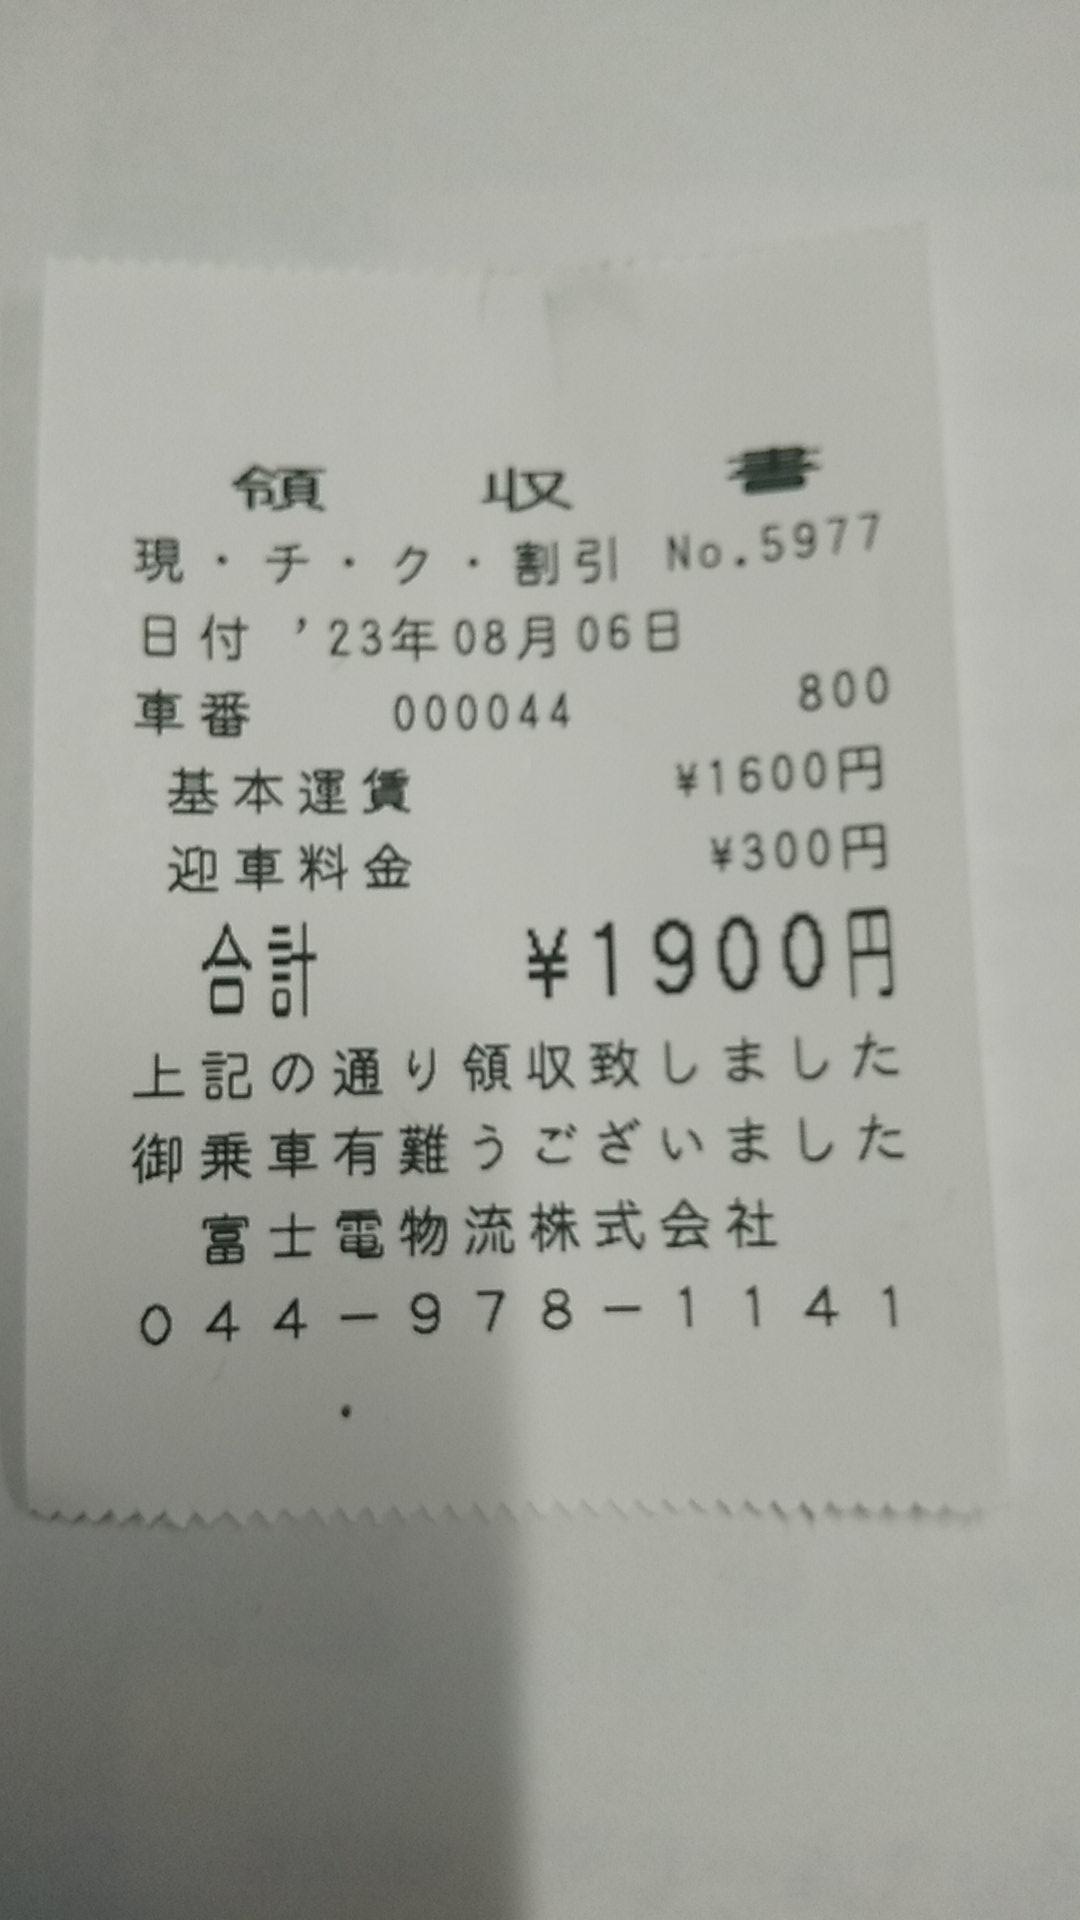 領収書
現・チ・ク・割引 No.5977
日付 '23年08月06日
車番 000044 800
基本運賃 ¥1600円
迎車料金 ¥300円
合計 ¥1900円
上記の通り領収致しました
御乗車有難うございました
富士電物流株式会社
044-978-1141